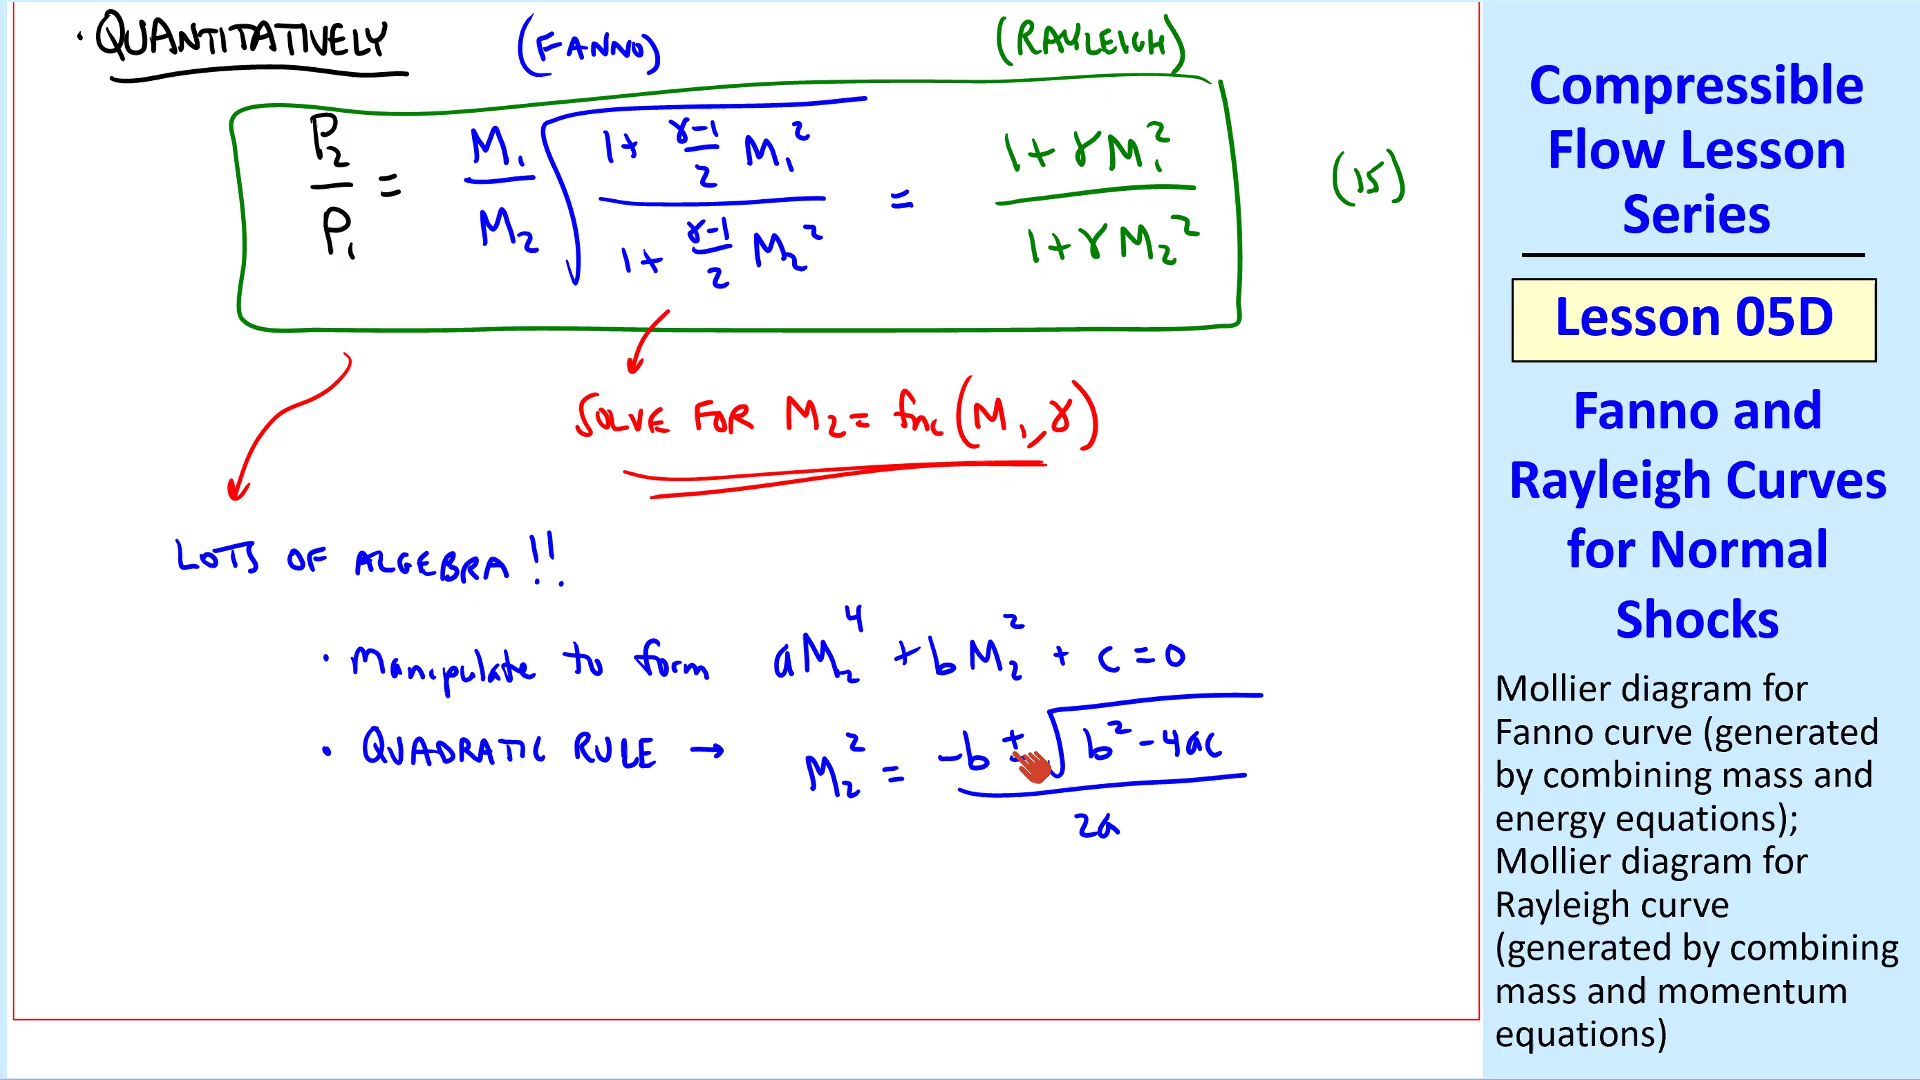 · QUANTITATIVELY (FANNO) (RAYLEIGH)
P₂/P₁ = M₁/M₂ √((1 + (γ-1)/2 M₁²)/(1 + (γ-1)/2 M₂²)) = (1 + γM₁²)/(1 + γM₂²) (15)
SOLVE FOR M₂ = fnc (M₁, γ)
LOTS OF ALGEBRA !!
· Manipulate to form aM₂⁴ + bM₂² + c = 0
· QUADRATIC RULE → M₂² = (-b ± √(b² - 4ac))/2a
Compressible
Flow Lesson
Series
Lesson 05D
Fanno and
Rayleigh Curves
for Normal
Shocks
Mollier diagram for
Fanno curve (generated
by combining mass and
energy equations);
Mollier diagram for
Rayleigh curve
(generated by combining
mass and momentum
equations)